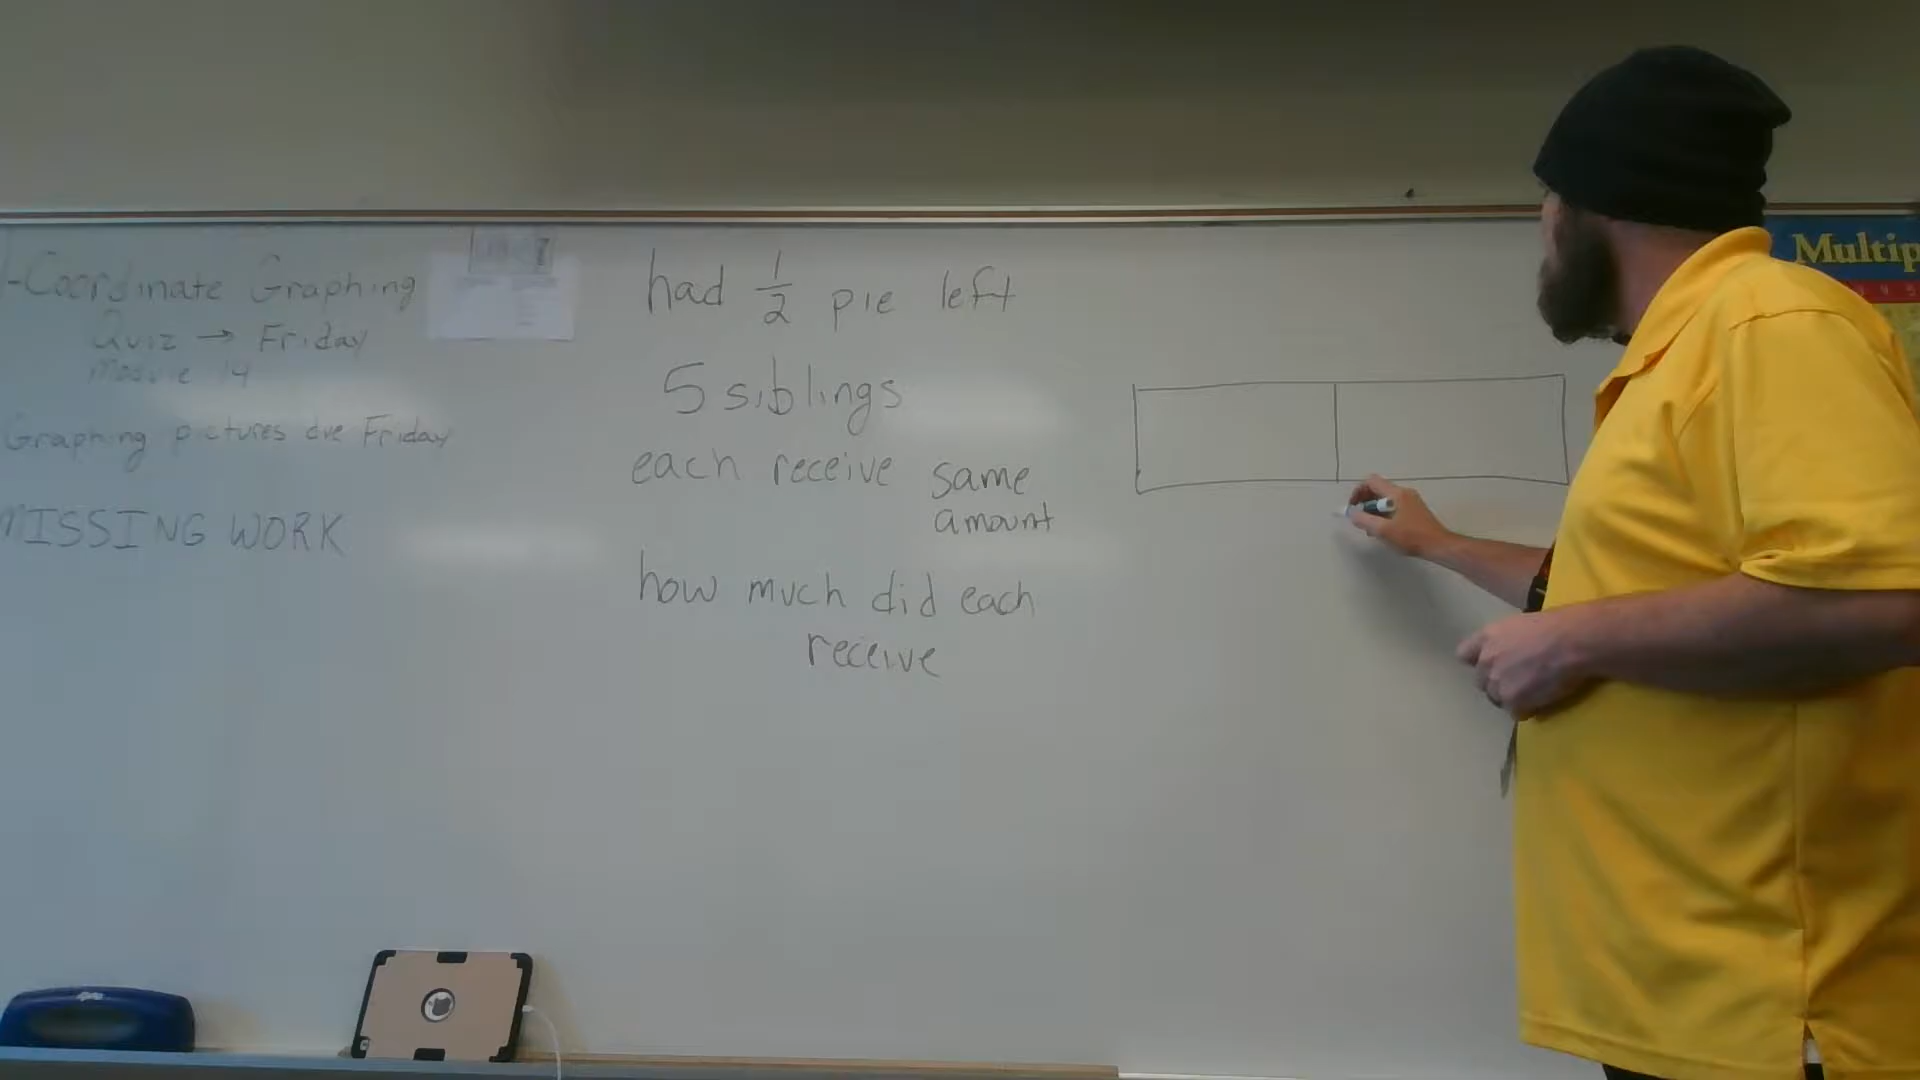 -Coordinate Graphing
Quiz → Friday
Module 14
Graphing pictures due Friday
MISSING WORK
had 1/2 pie left
5 siblings
each receive same
amount
how much did each
receive
Multip